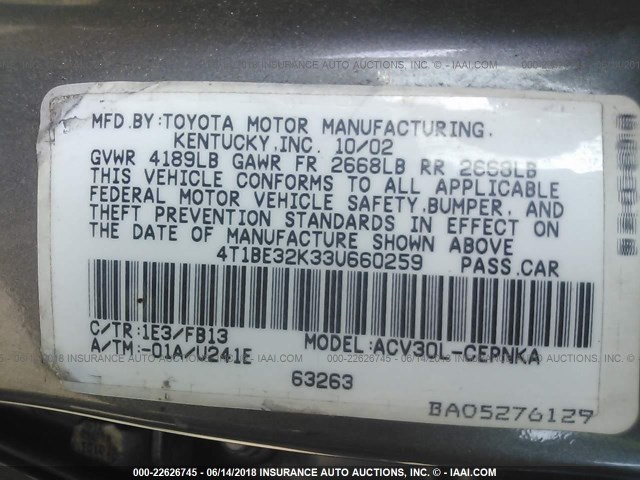 MFD.BY:TOYOTA MOTOR MANUFACTURING.
KENTUCKY,INC. 10/02
GVWR 4189LB GAWR FR 2668LB RR 2668LB
THIS VEHICLE CONFORMS TO ALL APPLICABLE
FEDERAL MOTOR VEHICLE SAFETY,BUMPER, AND
THEFT PREVENTION STANDARDS IN EFFECT ON
THE DATE OF MANUFACTURE SHOWN ABOVE
4T1BE32K33U660259 PASS.CAR
C/TR:1E3/FB13 MODEL:ACV30L-CEPNKA
A/TM:-01A/U241E
63263
BA05276129
000-22626745 - 06/14/2018 INSURANCE AUTO AUCTIONS, INC. - IAAI.COM